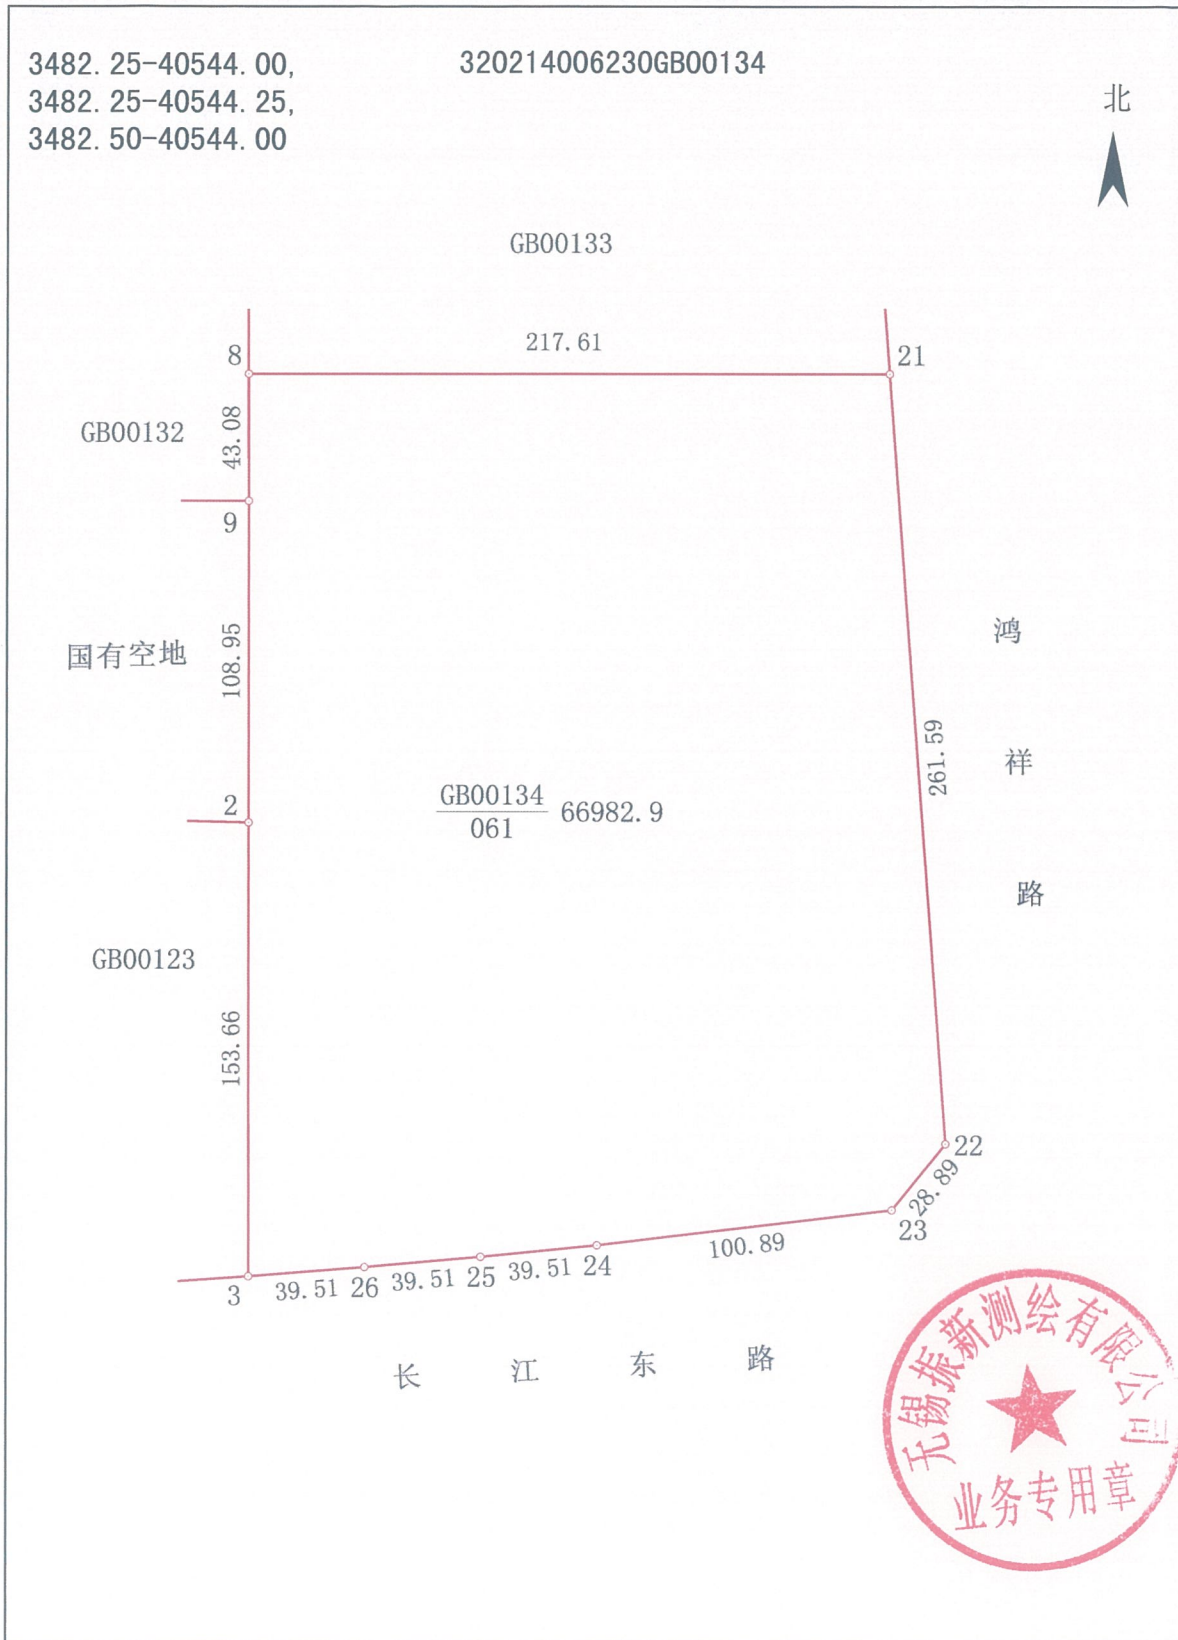 3482. 25-40544. 00,
320214006230GB00134
3482. 25-40544. 25,
3482. 50-40544. 00
北
GB00133
217. 61
8
21
43. 08
GB00132
9
108. 95
国有空地
鸿
祥
路
261. 59
2
GB00134
061
66982. 9
GB00123
153. 66
22
28. 89
23
100. 89
3
39. 51
26
39. 51
25
39. 51
24
长江东路
无锡振新测绘有限公司
业务专用章